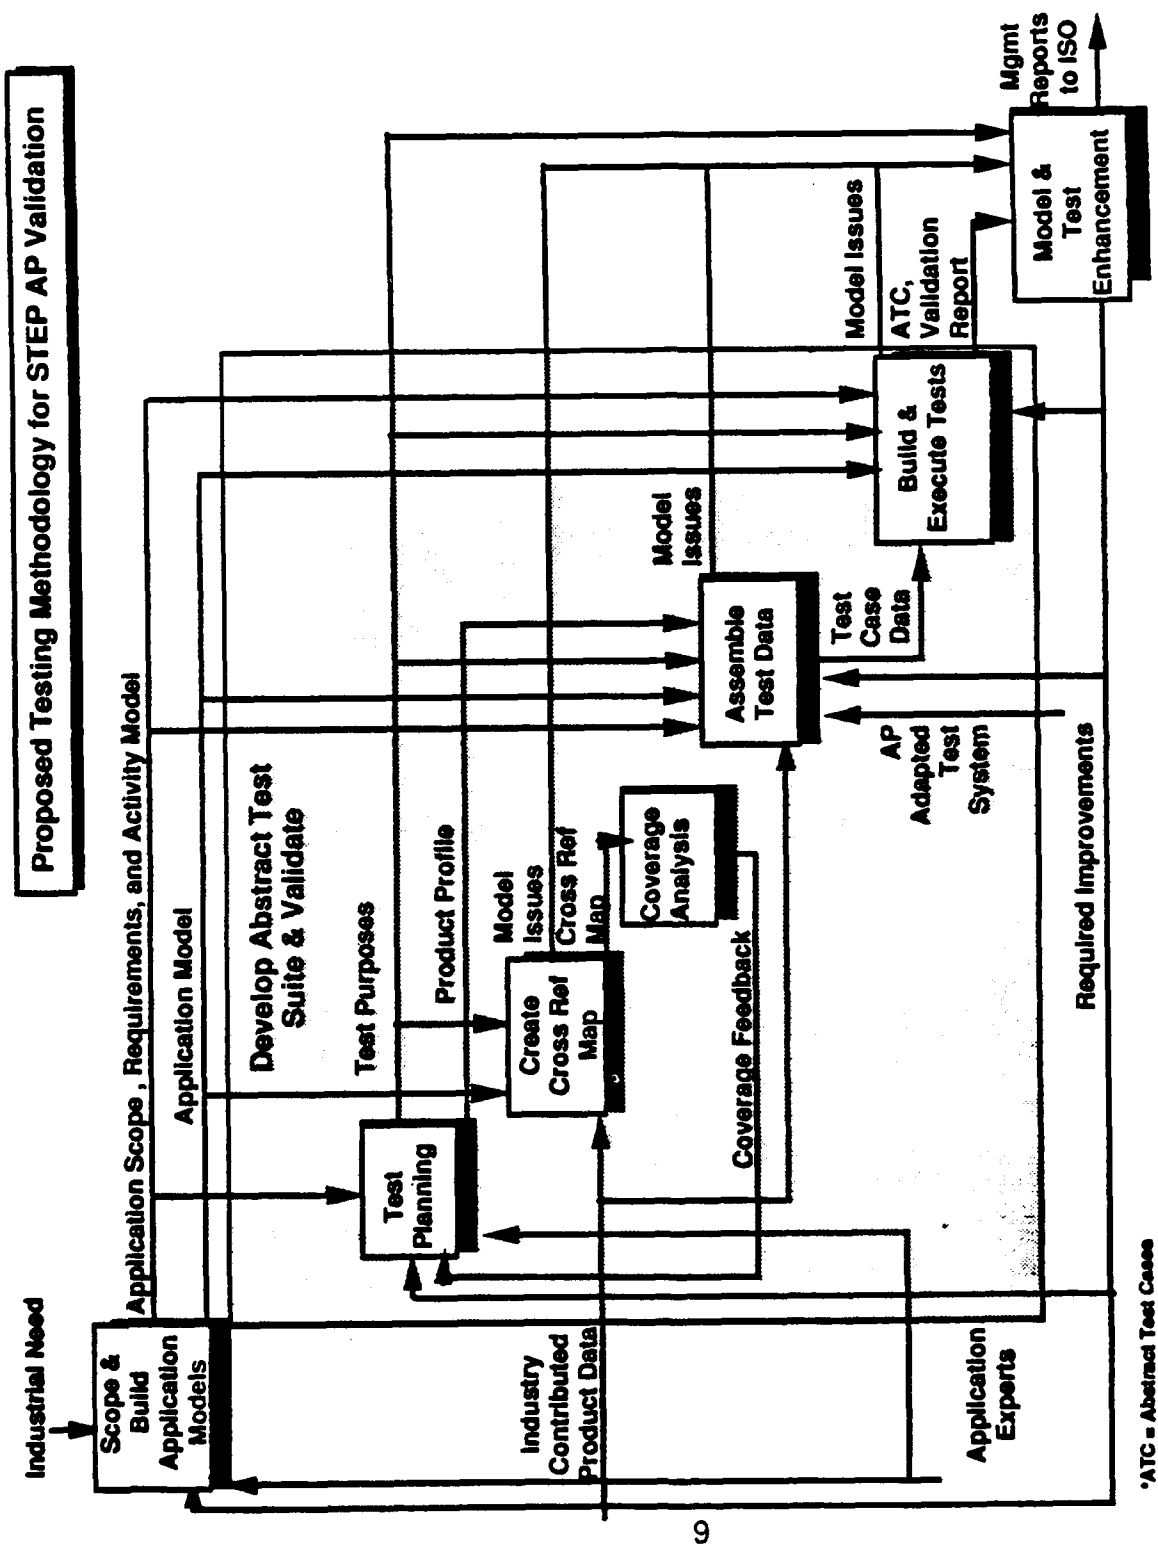 Proposed Testing Methodology for STEP AP Validation
Industrial Need
Scope &
Build
Application
Models
Application Scope , Requirements, and Activity Model
Application Model
Develop Abstract Test
Suite & Validate
Test Purposes
Test
Planning
Product Profile
Model
Issues
Cross Ref
Map
Create
Cross Ref
Map
Industry
Contributed
Product Data
Coverage
Analysis
Coverage Feedback
Model
Issues
Assemble
Test Data
Test
Case
Data
AP
Adapted
Test
System
Model Issues
ATC,
Validation
Report
Build &
Execute Tests
Mgmt
Reports
to ISO
Model &
Test
Enhancement
Application
Experts
Required Improvements
*ATC = Abstract Test Cases
9